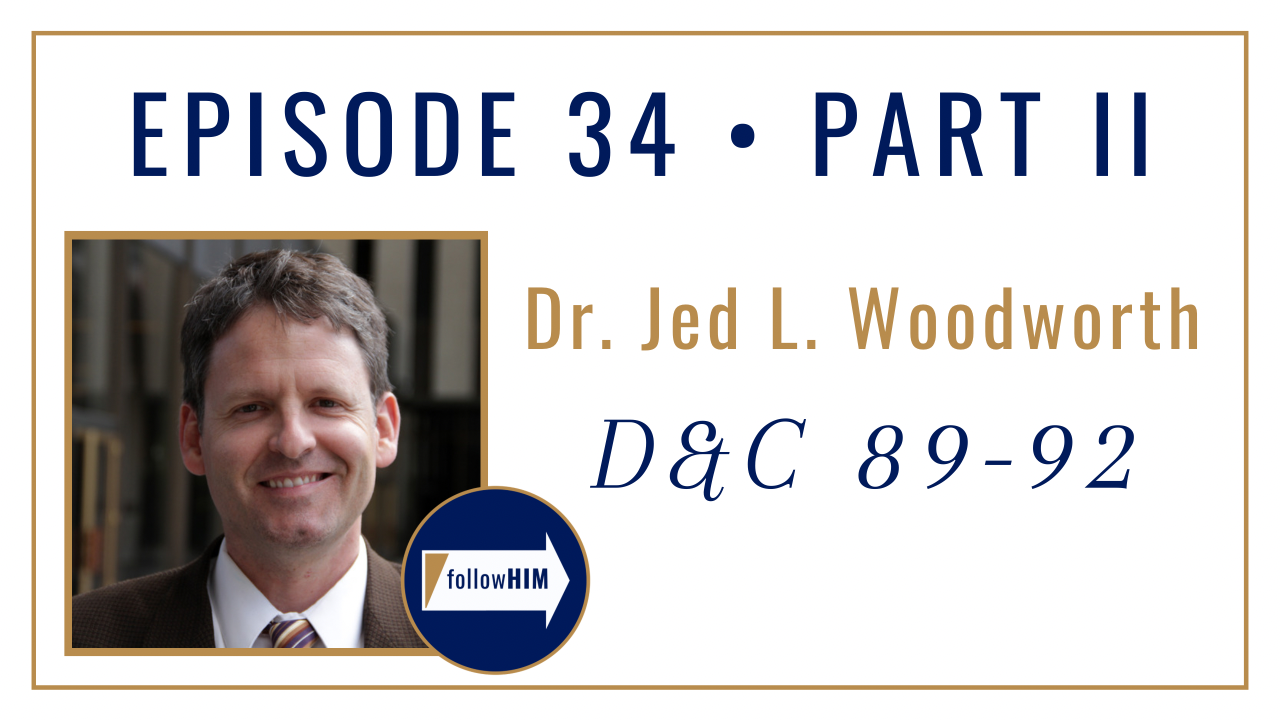 EPISODE 34 • PART II
Dr. Jed L. Woodworth
D&C 89-92
followHIM